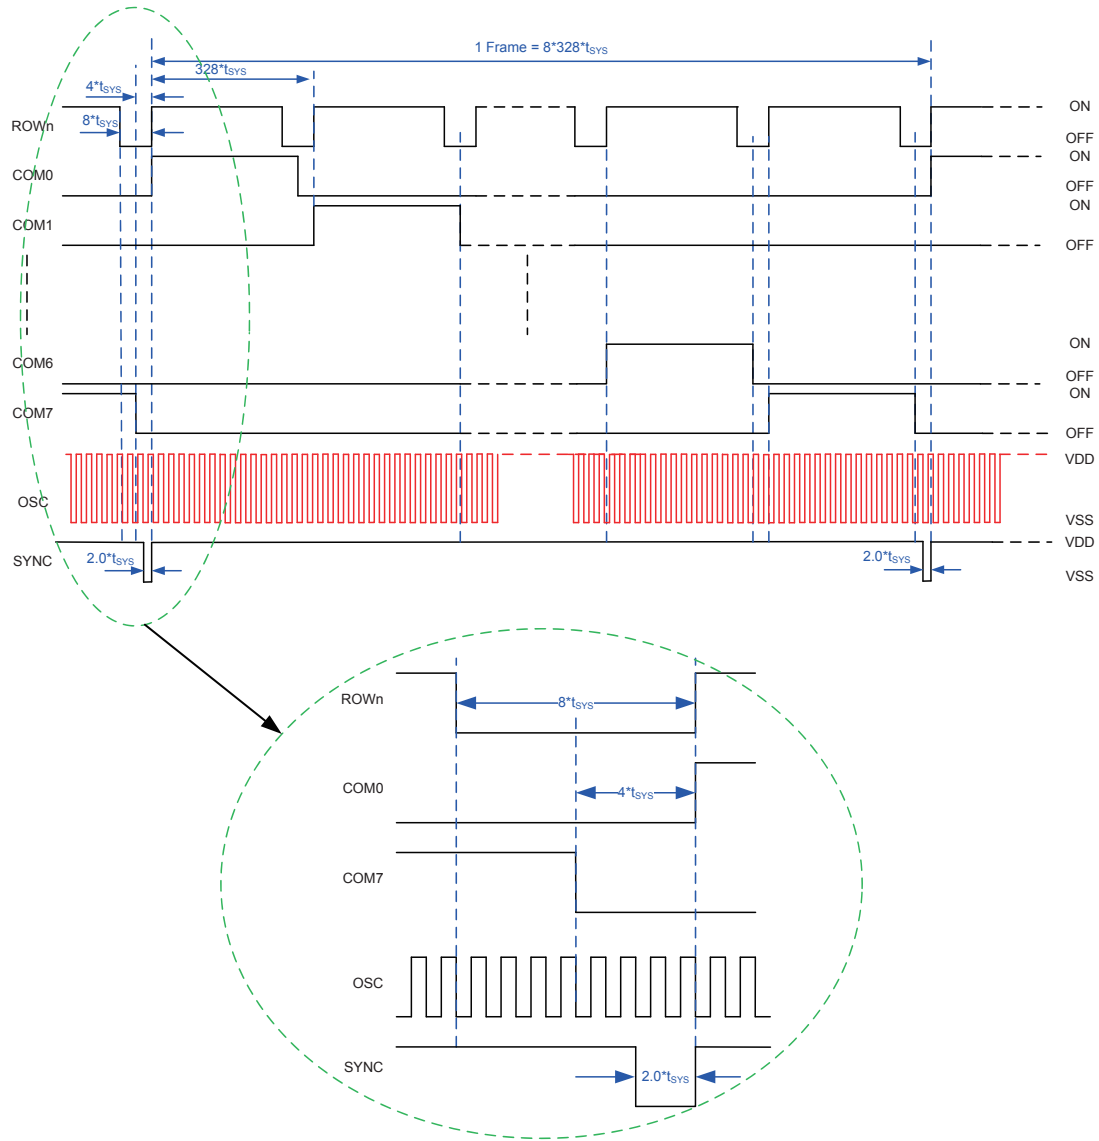 1 Frame = 8*328*tSYS
328*tSYS
4*tSYS
8*tSYS
ROWn
ON
OFF
COM0
ON
OFF
COM1
ON
OFF
COM6
ON
OFF
COM7
ON
OFF
OSC
VDD
VSS
SYNC
2.0*tSYS
2.0*tSYS
VDD
VSS
ROWn
8*tSYS
COM0
4*tSYS
COM7
OSC
SYNC
2.0*tSYS